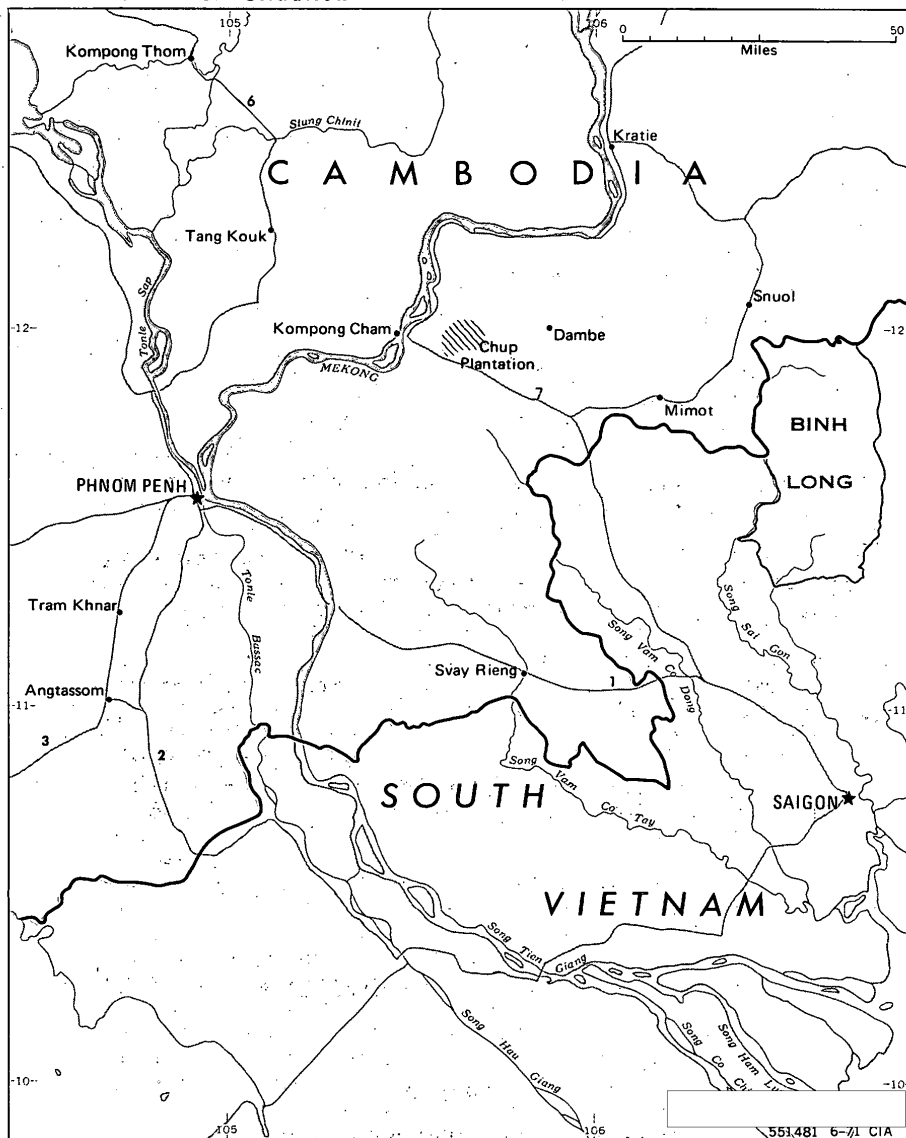 105
106
0 50
Miles
Kompong Thom
6
Stung Chinit
Kratie
CAMBODIA
Tang Kouk
Tonle Sap
Snuol
-12
12--
Kompong Cham
Dambe
Chup
Plantation
MEKONG
7
Mimot
BINH
LONG
PHNOM PENH
Tonle Bassac
Song Sai Gon
Tram Khnar
Song Vam Co Dong
Svay Rieng
1
Angtassom
-11
--11
3
2
Song Vam Co Tay
SOUTH
SAIGON
VIETNAM
Song Tien Giang
Song Hau Giang
Song Co
Song Ham
--10
-10
105
106
551481 6-71 CIA